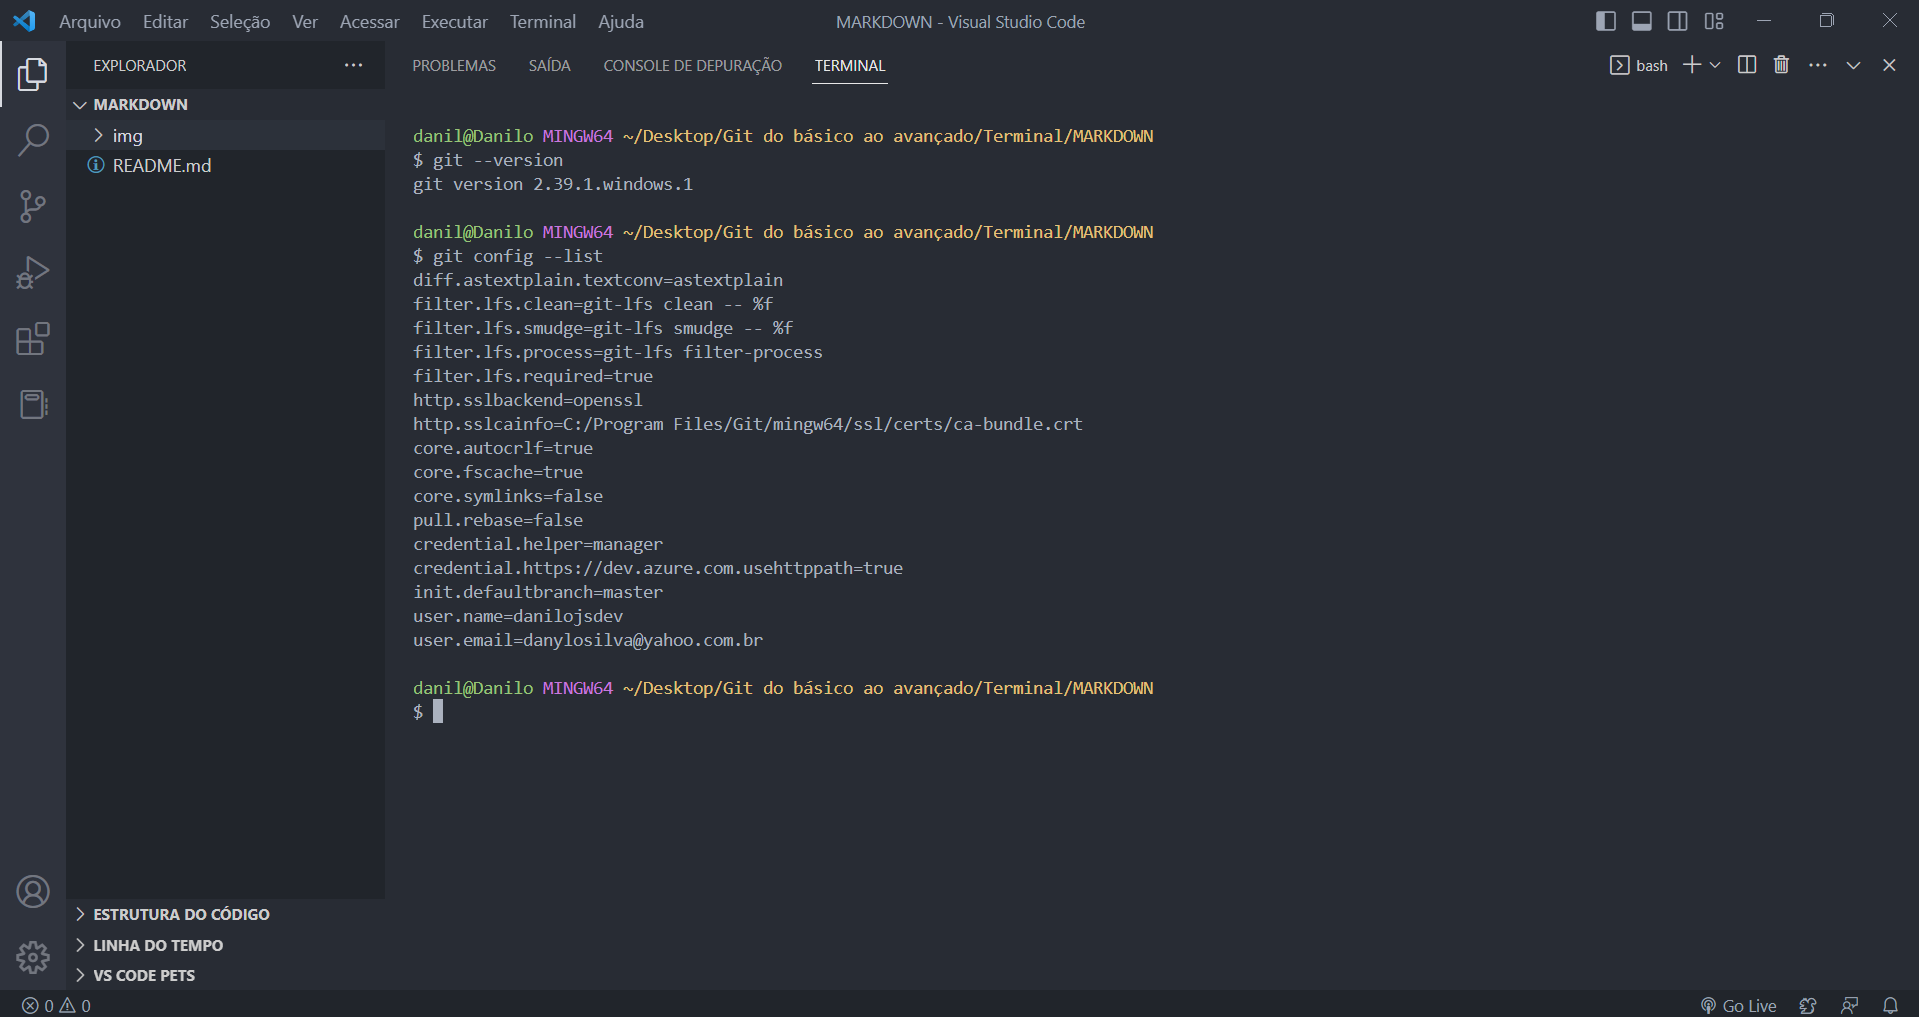 Arquivo Editar Seleção Ver Acessar Executar Terminal Ajuda MARKDOWN - Visual Studio Code
EXPLORADOR
MARKDOWN
img
README.md
PROBLEMAS SAÍDA CONSOLE DE DEPURAÇÃO TERMINAL bash
danil@Danilo MINGW64 ~/Desktop/Git do básico ao avançado/Terminal/MARKDOWN
$ git --version
git version 2.39.1.windows.1
danil@Danilo MINGW64 ~/Desktop/Git do básico ao avançado/Terminal/MARKDOWN
$ git config --list
diff.astextplain.textconv=astextplain
filter.lfs.clean=git-lfs clean -- %f
filter.lfs.smudge=git-lfs smudge -- %f
filter.lfs.process=git-lfs filter-process
filter.lfs.required=true
http.sslbackend=openssl
http.sslcainfo=C:/Program Files/Git/mingw64/ssl/certs/ca-bundle.crt
core.autocrlf=true
core.fscache=true
core.symlinks=false
pull.rebase=false
credential.helper=manager
credential.https://dev.azure.com.usehttppath=true
init.defaultbranch=master
user.name=danilojsdev
user.email=danylosilva@yahoo.com.br
danil@Danilo MINGW64 ~/Desktop/Git do básico ao avançado/Terminal/MARKDOWN
$
ESTRUTURA DO CÓDIGO
LINHA DO TEMPO
VS CODE PETS
0 0 Go Live